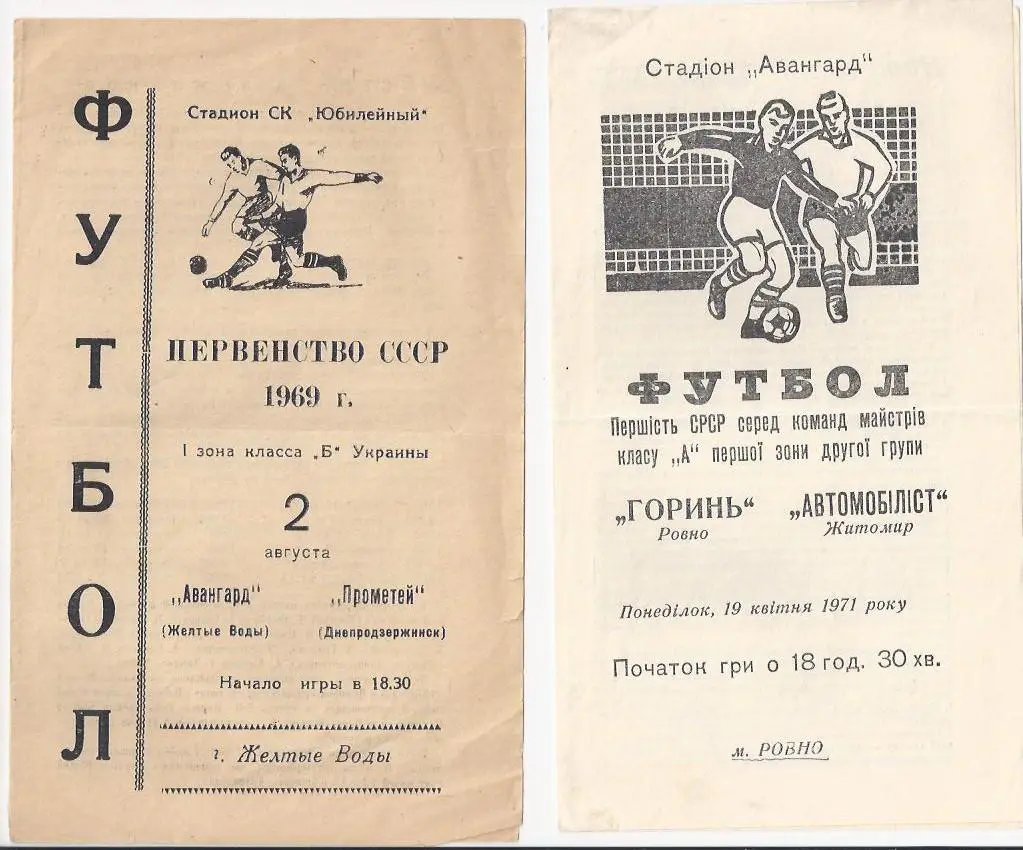 ФУТБОЛ
Стадион СК „Юбилейный"
ПЕРВЕНСТВО СССР
1969 г.
I зона класса „Б" Украины
2
августа
„Авангард" „Прометей"
(Желтые Воды) (Днепродзержинск)
Начало игры в 18.30
г. Желтые Воды
Стадіон „Авангард"
ФУТБОЛ
Першість СРСР серед команд майстрів
класу „А" першої зони другої групи
„ГОРИНЬ" „АВТОМОБІЛІСТ"
Ровно Житомир
Понеділок, 19 квітня 1971 року
Початок гри о 18 год. 30 хв.
м. РОВНО